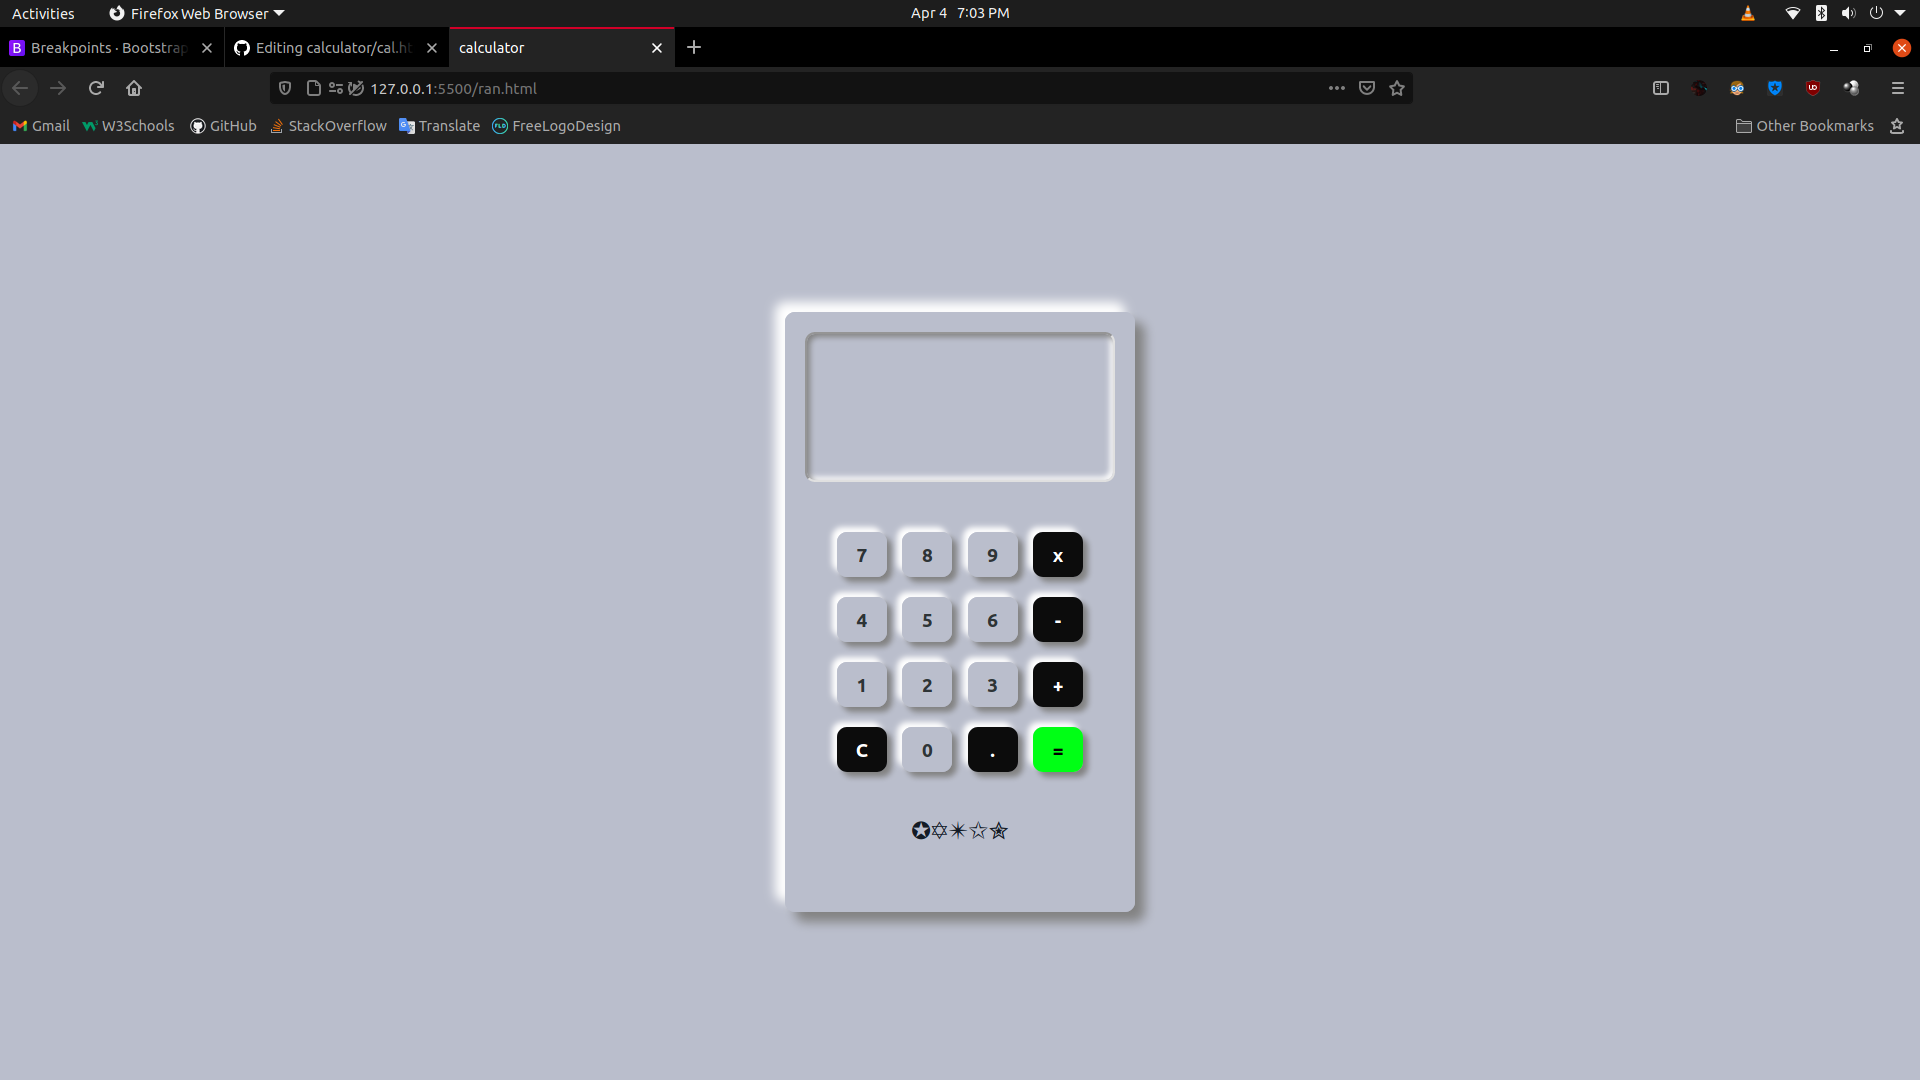 Activities Firefox Web Browser Apr 4 7:03 PM
Breakpoints · Bootstrap Editing calculator/cal.ht calculator
127.0.0.1:5500/ran.html
Gmail W3Schools GitHub StackOverflow Translate FreeLogoDesign Other Bookmarks
7 8 9 x
4 5 6 -
1 2 3 +
C 0 . =
✪✡✴☆✮